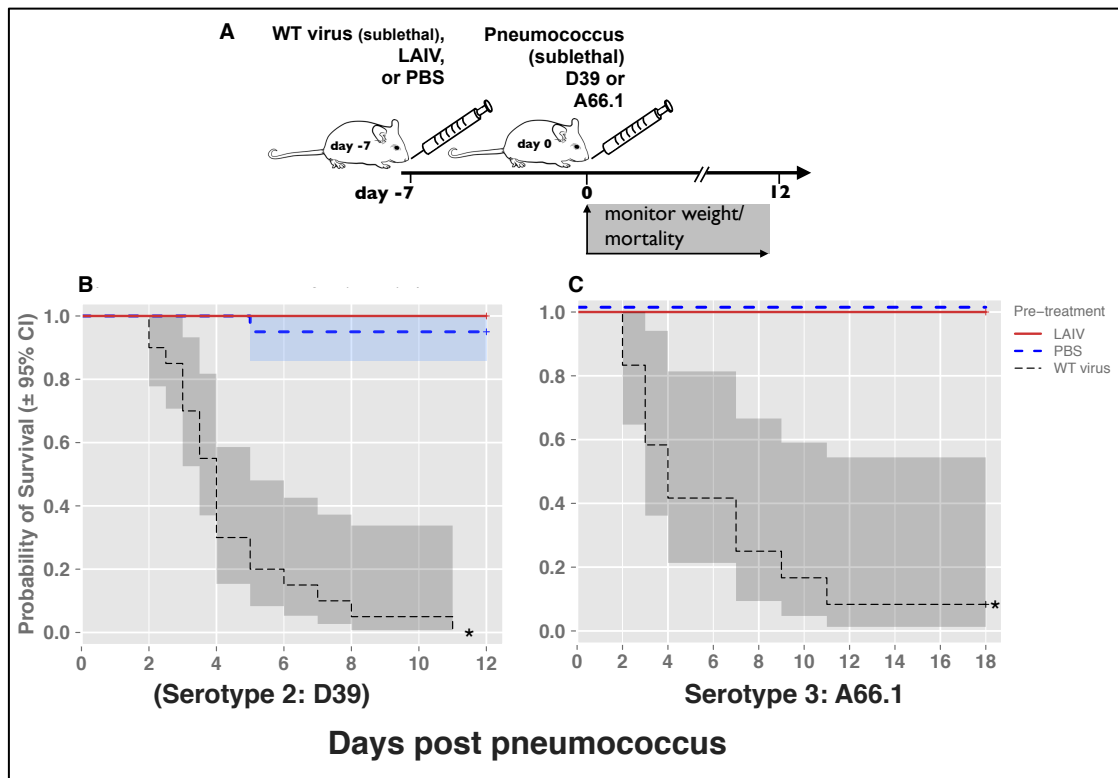 A
WT virus (sublethal),
LAIV,
or PBS
Pneumococcus
(sublethal)
D39 or
A66.1
day -7
day 0
day -7
0
12
monitor weight/
mortality
B
C
Probability of Survival (± 95% CI)
1.0
0.8
0.6
0.4
0.2
0.0
0 2 4 6 8 10 12
*
(Serotype 2: D39)
1.0
0.8
0.6
0.4
0.2
0.0
0 2 4 6 8 10 12 14 16 18
*
Serotype 3: A66.1
Pre-treatment
LAIV
PBS
WT virus
Days post pneumococcus